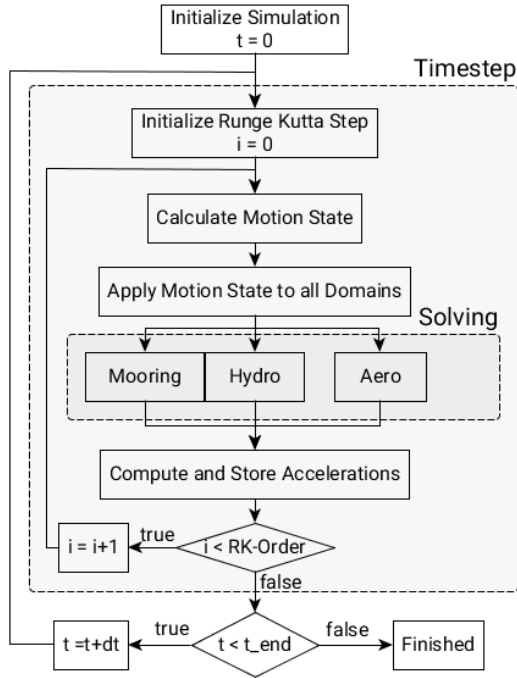 Initialize Simulation
t = 0
Timestep
Initialize Runge Kutta Step
i = 0
Calculate Motion State
Apply Motion State to all Domains
Solving
Mooring
Hydro
Aero
Compute and Store Accelerations
i = i+1
true
i < RK-Order
false
t =t+dt
true
t < t_end
false
Finished